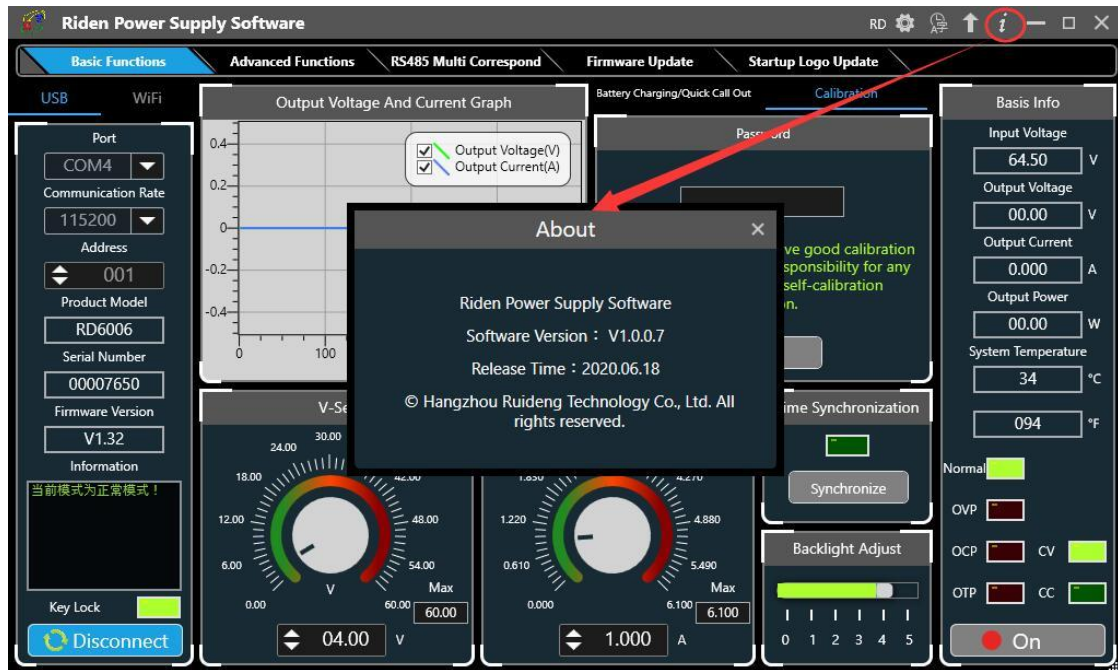 Riden Power Supply Software
RD
i
Basic Functions
Advanced Functions
RS485 Multi Correspond
Firmware Update
Startup Logo Update
USB
WiFi
Port
COM4
Communication Rate
115200
Address
001
Product Model
RD6006
Serial Number
00007650
Firmware Version
V1.32
Information
当前模式为正常模式！
Key Lock
Disconnect
Output Voltage And Current Graph
Output Voltage(V)
Output Current(A)
0.4
0.2
0
-0.2
-0.4
0
100
Battery Charging/Quick Call Out
Calibration
Password
good calibration
for any
self-calibration
About
Riden Power Supply Software
Software Version： V1.0.0.7
Release Time：2020.06.18
© Hangzhou Ruideng Technology Co., Ltd. All
rights reserved.
0.00
6.00
12.00
18.00
24.00
30.00
42.00
48.00
54.00
60.00
V
Max
60.00
04.00 V
0.000
0.610
1.220
1.830
4.270
4.880
5.490
6.100
Max
6.100
1.000 A
Synchronization
Synchronize
Backlight Adjust
0 1 2 3 4 5
Basis Info
Input Voltage
64.50 V
Output Voltage
00.00 V
Output Current
0.000 A
Output Power
00.00 W
System Temperature
34 °C
094 °F
Normal
OVP
OCP
CV
OTP
CC
On